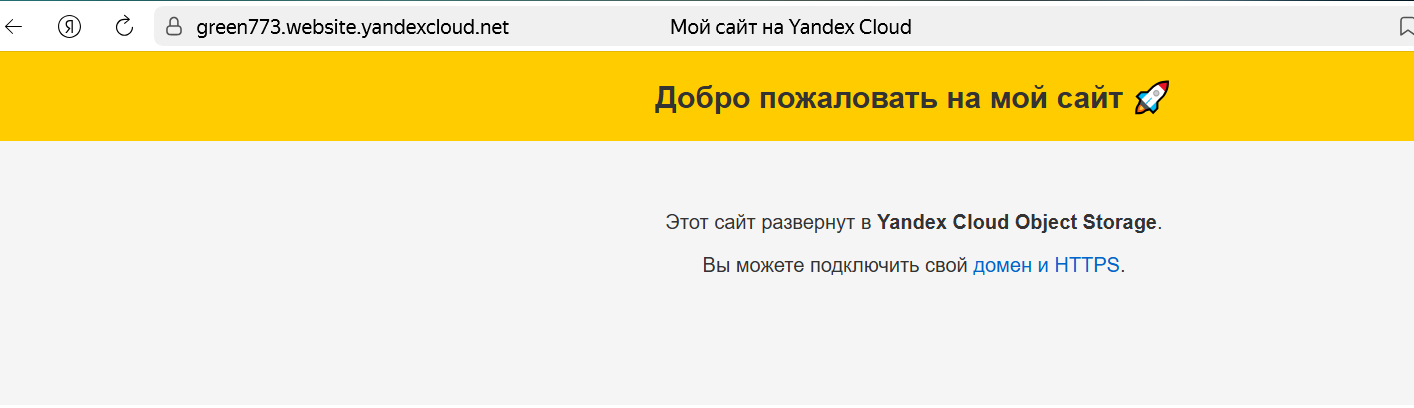 green773.website.yandexcloud.net Мой сайт на Yandex Cloud
Добро пожаловать на мой сайт 🚀
Этот сайт развернут в Yandex Cloud Object Storage.
Вы можете подключить свой домен и HTTPS.